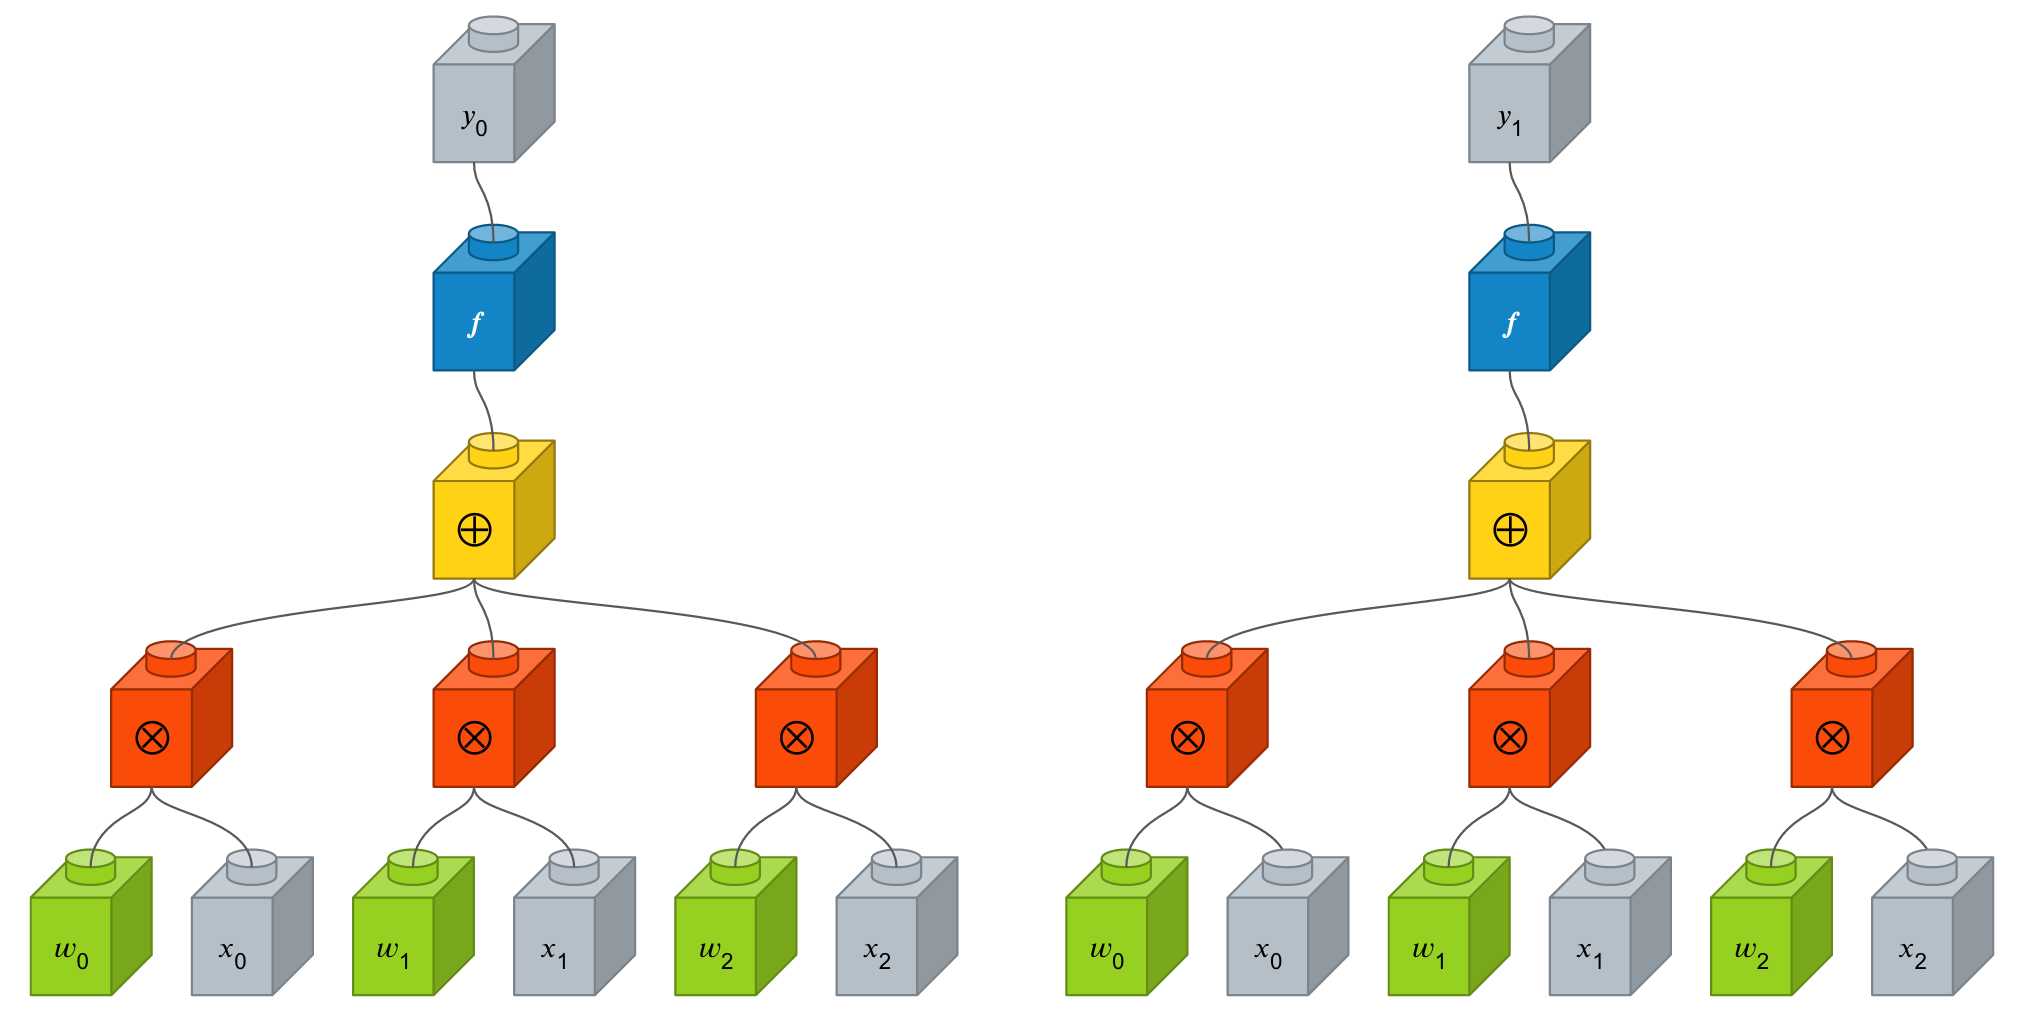 y0 y1
f f
⊕ ⊕
⊗ ⊗ ⊗ ⊗ ⊗ ⊗
w0 x0 w1 x1 w2 x2 w0 x0 w1 x1 w2 x2